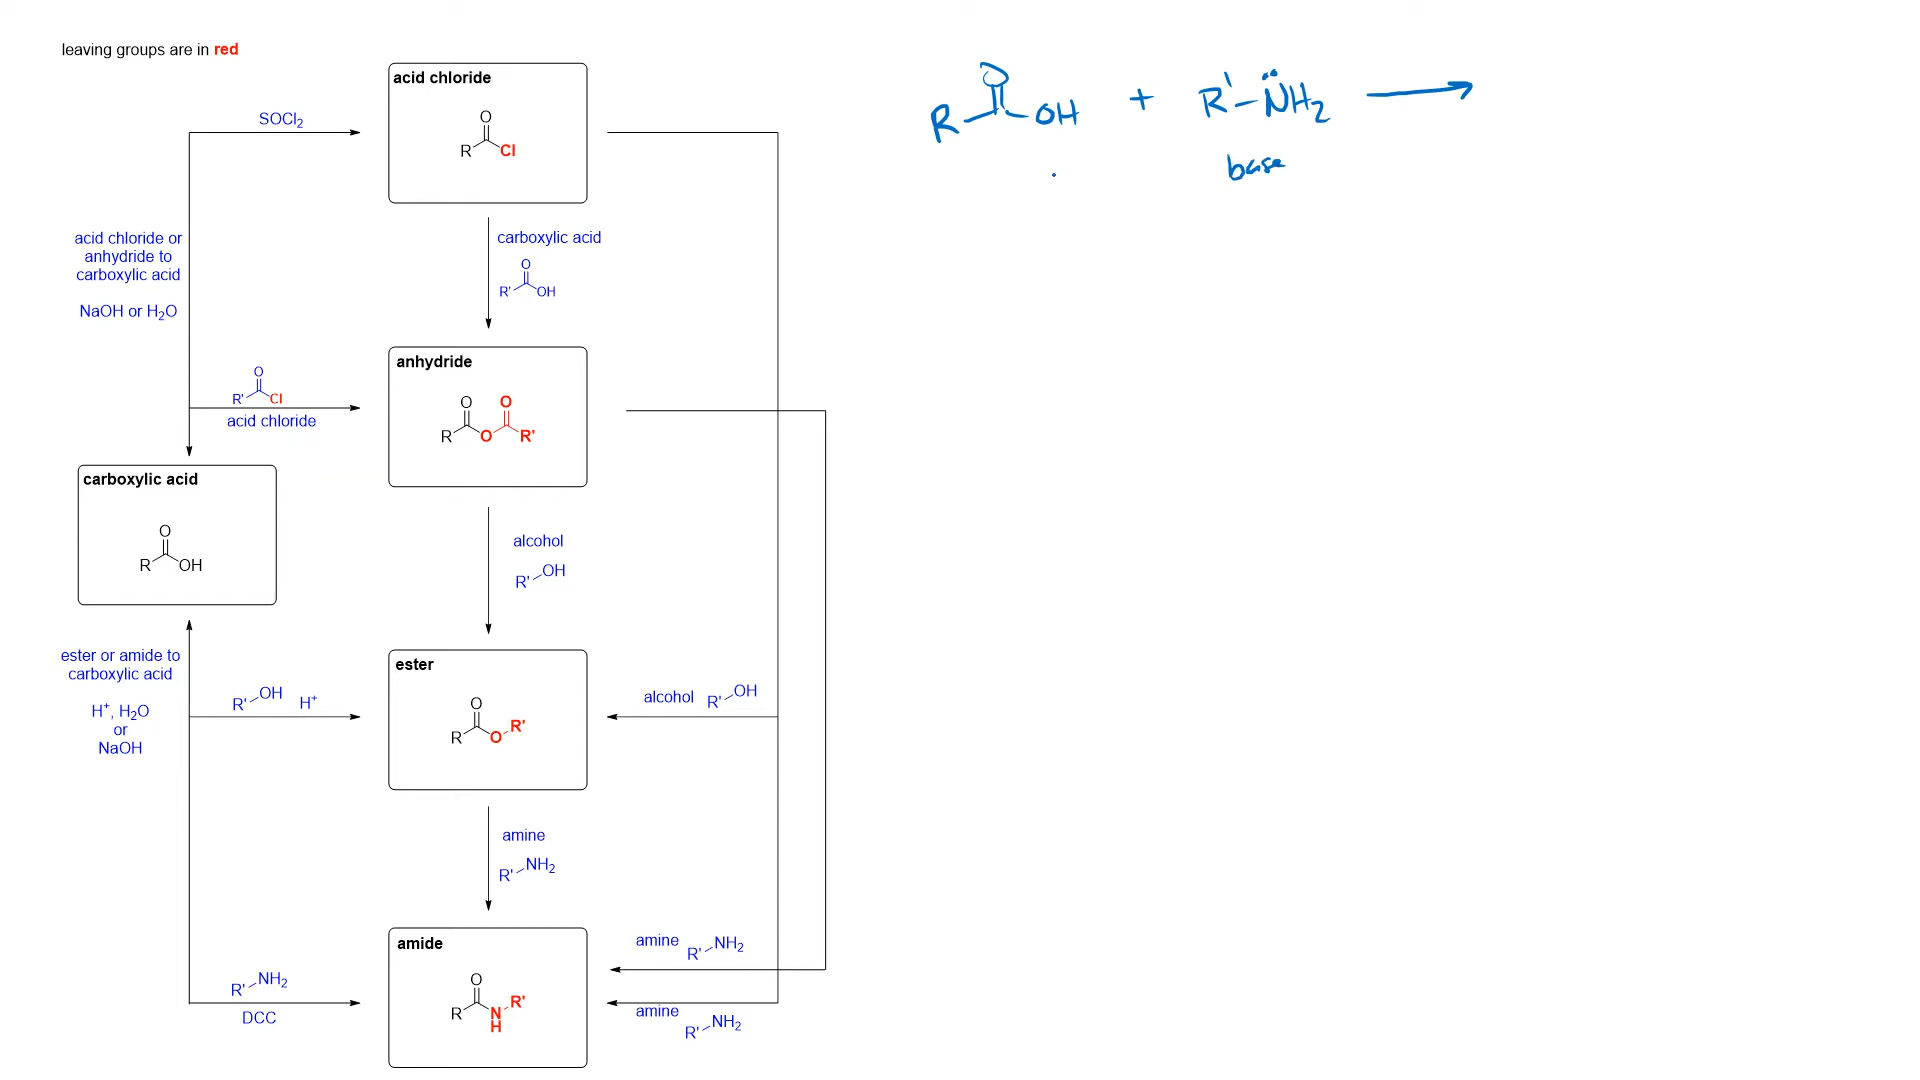 leaving groups are in red
acid chloride
O
R Cl
SOCl2
acid chloride or
anhydride to
carboxylic acid
NaOH or H2O
carboxylic acid
O
R' OH
O
R' Cl
acid chloride
anhydride
O O
R O R'
carboxylic acid
O
R OH
alcohol
R' OH
ester or amide to
carboxylic acid
H+, H2O
or
NaOH
R' OH H+
ester
O
R O R'
alcohol R' OH
amine
R' NH2
R' NH2
DCC
amide
O
R N R'
H
amine R' NH2
amine
R' NH2
O
R OH + R'-NH2
base